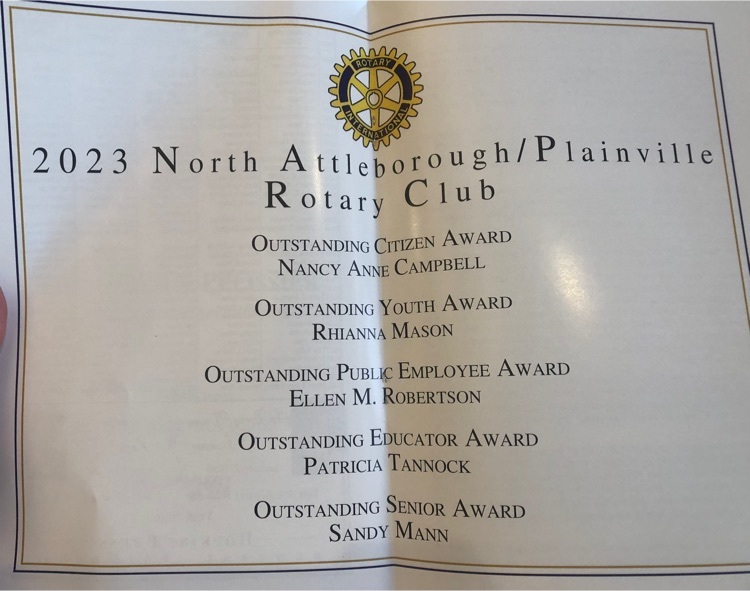 ROTARY
INTERNATIONAL
2023 North Attleborough/Plainville
Rotary Club
OUTSTANDING CITIZEN AWARD
NANCY ANNE CAMPBELL
OUTSTANDING YOUTH AWARD
RHIANNA MASON
OUTSTANDING PUBLIC EMPLOYEE AWARD
ELLEN M. ROBERTSON
OUTSTANDING EDUCATOR AWARD
PATRICIA TANNOCK
OUTSTANDING SENIOR AWARD
SANDY MANN